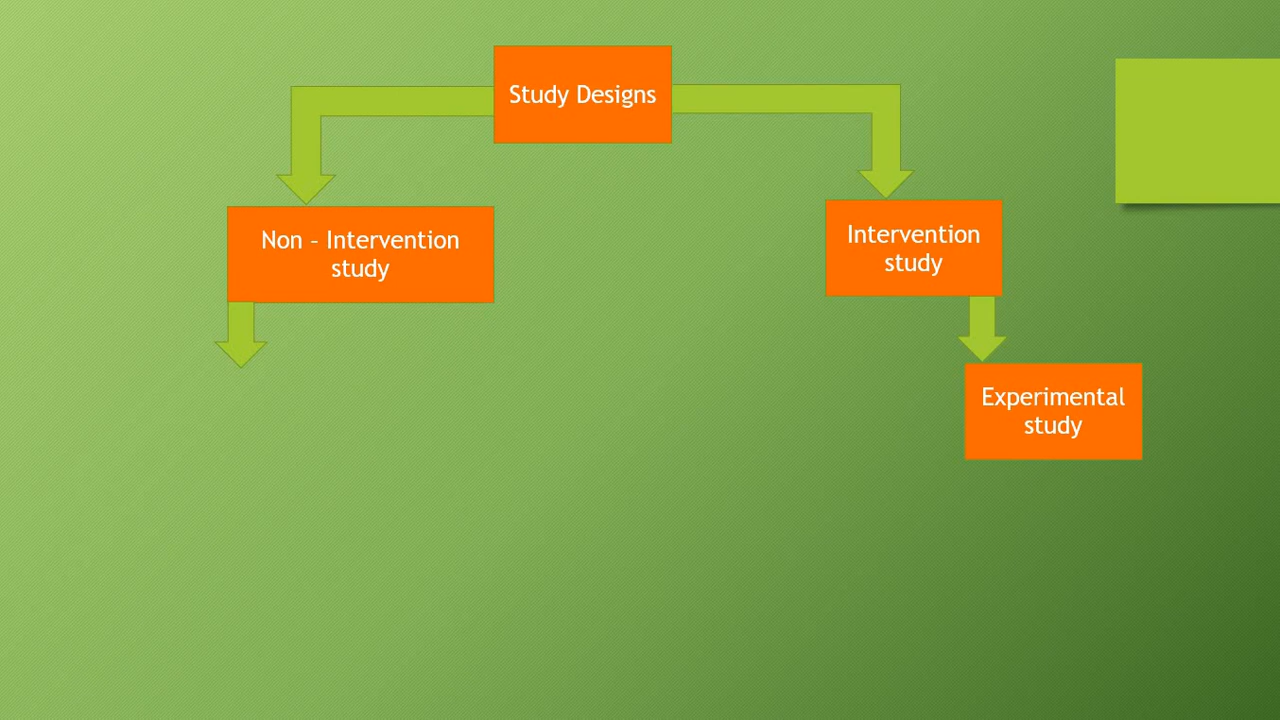 Study Designs
Non – Intervention
study
Intervention
study
Experimental
study